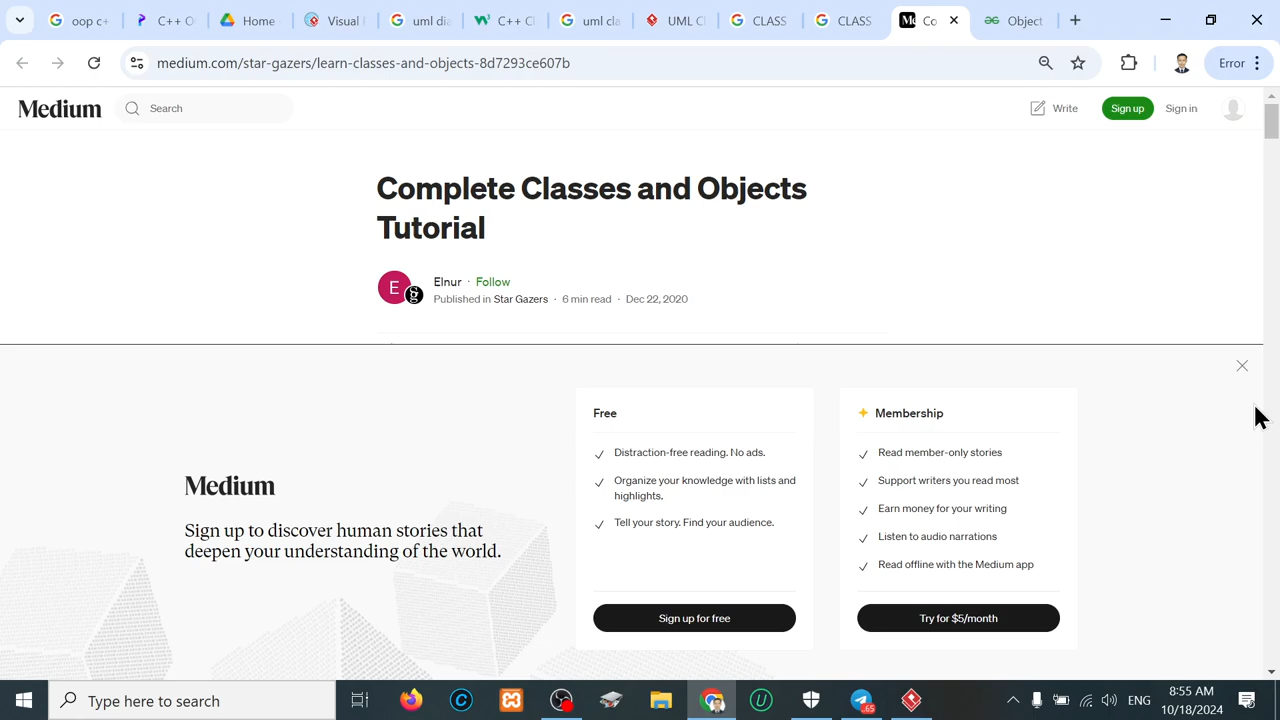 oop c+
C++ O
Home
Visual
uml dia
C++ Cl
uml cla
UML Cl
CLASS
CLASS
Co
Object
medium.com/star-gazers/learn-classes-and-objects-8d7293ce607b
Error
Medium
Search
Write
Sign up
Sign in
Complete Classes and Objects
Tutorial
E
Elnur · Follow
Published in Star Gazers · 6 min read · Dec 22, 2020
Free
Distraction-free reading. No ads.
Organize your knowledge with lists and
highlights.
Tell your story. Find your audience.
Membership
Read member-only stories
Support writers you read most
Earn money for your writing
Listen to audio narrations
Read offline with the Medium app
Medium
Sign up to discover human stories that
deepen your understanding of the world.
Sign up for free
Try for $5/month
Type here to search
65
ENG
8:55 AM
10/18/2024